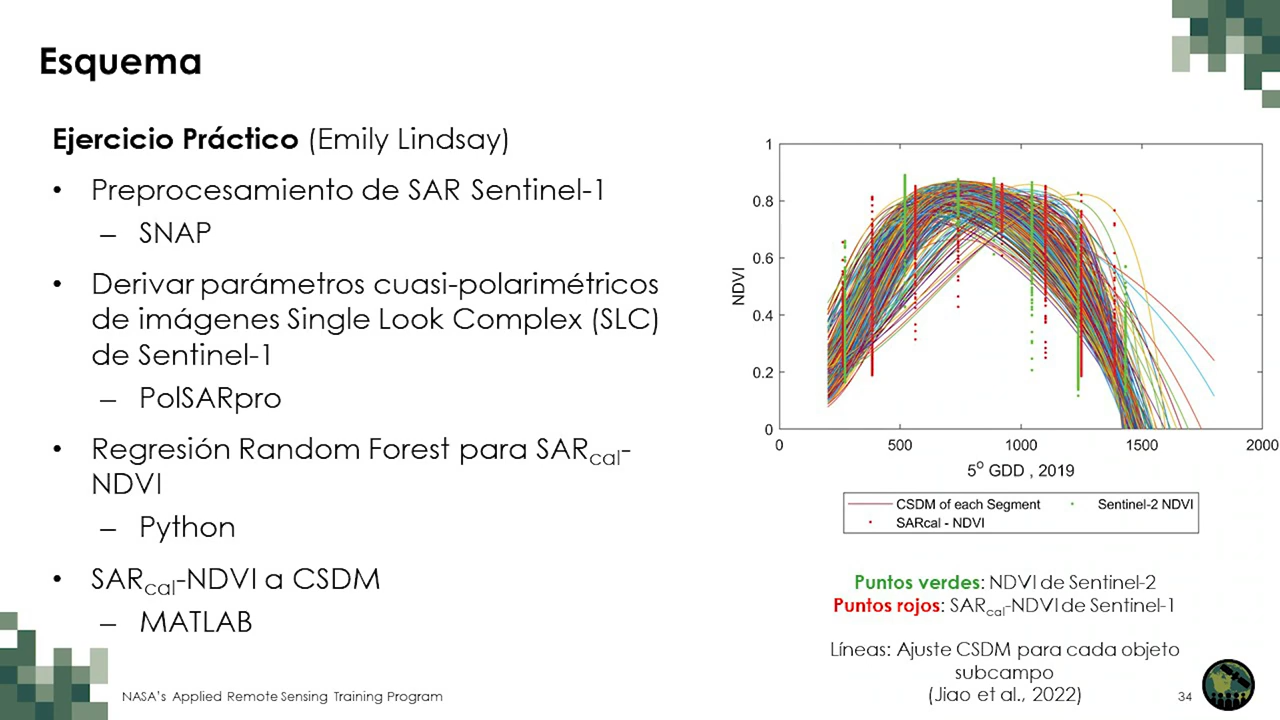 Esquema
Ejercicio Práctico (Emily Lindsay)
• Preprocesamiento de SAR Sentinel-1
– SNAP
• Derivar parámetros cuasi-polarimétricos
de imágenes Single Look Complex (SLC)
de Sentinel-1
– PolSARpro
• Regresión Random Forest para SARcal-
NDVI
– Python
• SARcal-NDVI a CSDM
– MATLAB
1
0.8
0.6
0.4
0.2
0
NDVI
0 500 1000 1500 2000
5º GDD , 2019
CSDM of each Segment
Sentinel-2 NDVI
SARcal - NDVI
Puntos verdes: NDVI de Sentinel-2
Puntos rojos: SARcal-NDVI de Sentinel-1
Líneas: Ajuste CSDM para cada objeto
subcampo
(Jiao et al., 2022)
NASA's Applied Remote Sensing Training Program
34